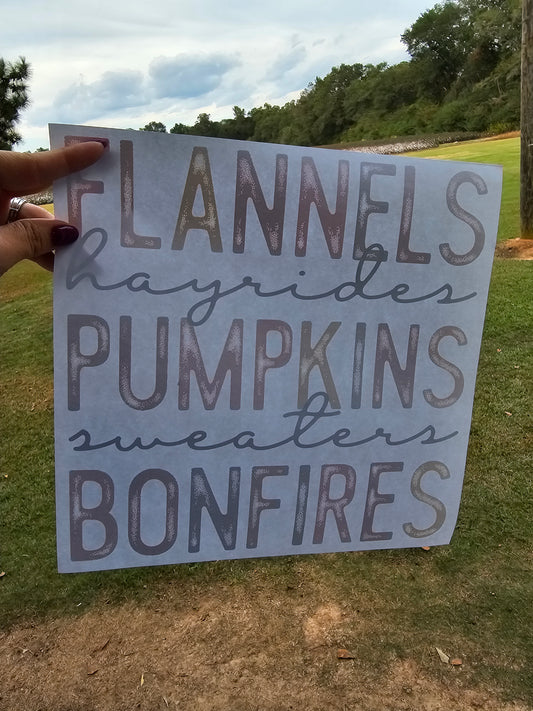 FLANNELS
hayrides
PUMPKINS
sweaters
BONFIRES